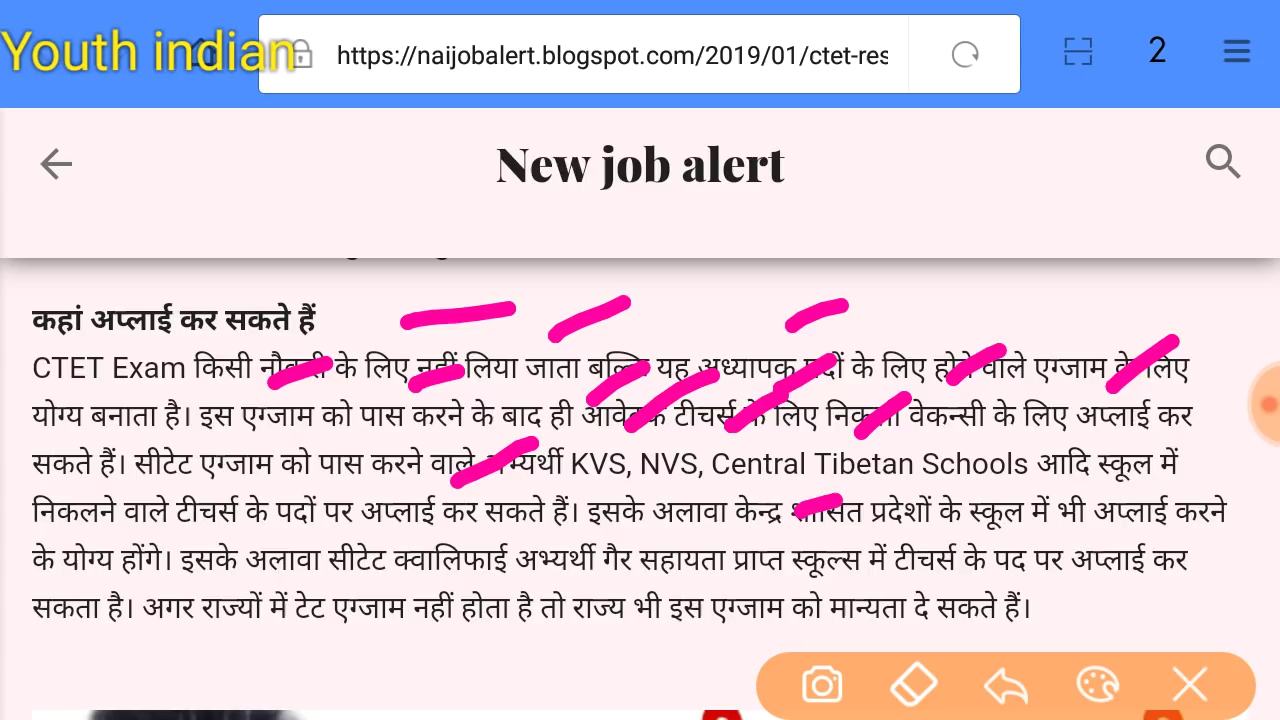 Youth indian
https://naijobalert.blogspot.com/2019/01/ctet-res
2
New job alert
कहां अप्लाई कर सकते हैं
CTET Exam किसी नौकरी के लिए नहीं लिया जाता बल्कि यह अध्यापक पदों के लिए होने वाले एग्जाम के लिए
योग्य बनाता है। इस एग्जाम को पास करने के बाद ही आवेदक टीचर्स के लिए निकली वेकन्सी के लिए अप्लाई कर
सकते हैं। सीटेट एग्जाम को पास करने वाले अभ्यर्थी KVS, NVS, Central Tibetan Schools आदि स्कूल में
निकलने वाले टीचर्स के पदों पर अप्लाई कर सकते हैं। इसके अलावा केन्द्र शासित प्रदेशों के स्कूल में भी अप्लाई करने
के योग्य होंगे। इसके अलावा सीटेट क्वालिफाई अभ्यर्थी गैर सहायता प्राप्त स्कूल्स में टीचर्स के पद पर अप्लाई कर
सकता है। अगर राज्यों में टेट एग्जाम नहीं होता है तो राज्य भी इस एग्जाम को मान्यता दे सकते हैं।